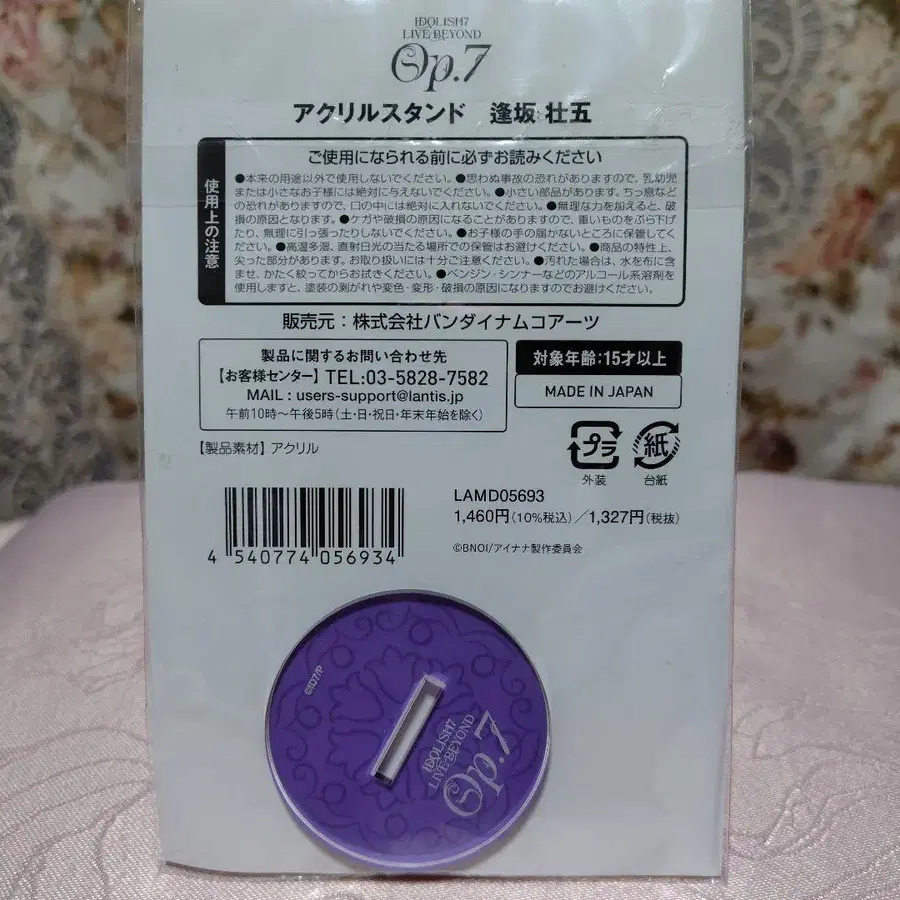 IDOLiSH7
LIVE BEYOND
Op.7
アクリルスタンド 逢坂 壮五
使用上の注意
ご使用になられる前に必ずお読みください
●本来の用途以外で使用しないでください。●思わぬ事故の恐れがありますので、乳幼児
または小さなお子様には絶対に与えないでください。●小さい部品があります。ちっ息など
の恐れがありますので、口の中には絶対に入れないでください。●無理な力を加えると、破
損の原因となります。●ケガや破損の原因になることがありますので、重いものをぶら下げ
たり、無理に引っ張ったりしないでください。●お子様の手の届かないところに保管してく
ださい。●高温多湿、直射日光の当たる場所での保管はお避けください。●商品の特性上、
尖った部分があります。お取り扱いには十分ご注意ください。●汚れた場合は、水を布に含
ませ、かたく絞ってからお拭きください。●ベンジン・シンナーなどのアルコール系溶剤を
使用しますと、塗装の剥がれや変色・変形・破損の原因になりますのでお避けください。
販売元：株式会社バンダイナムコアーツ
製品に関するお問い合わせ先
【お客様センター】TEL:03-5828-7582
MAIL：users-support@lantis.jp
午前10時〜午後5時（土・日・祝日・年末年始を除く）
対象年齢：15才以上
MADE IN JAPAN
【製品素材】アクリル
プラ
外装
紙
台紙
LAMD05693
1,460円（10%税込）／1,327円（税抜）
©BNOI/アイナナ製作委員会
4 540774 056934
©ID7/P
IDOLiSH7
LIVE BEYOND
Op.7